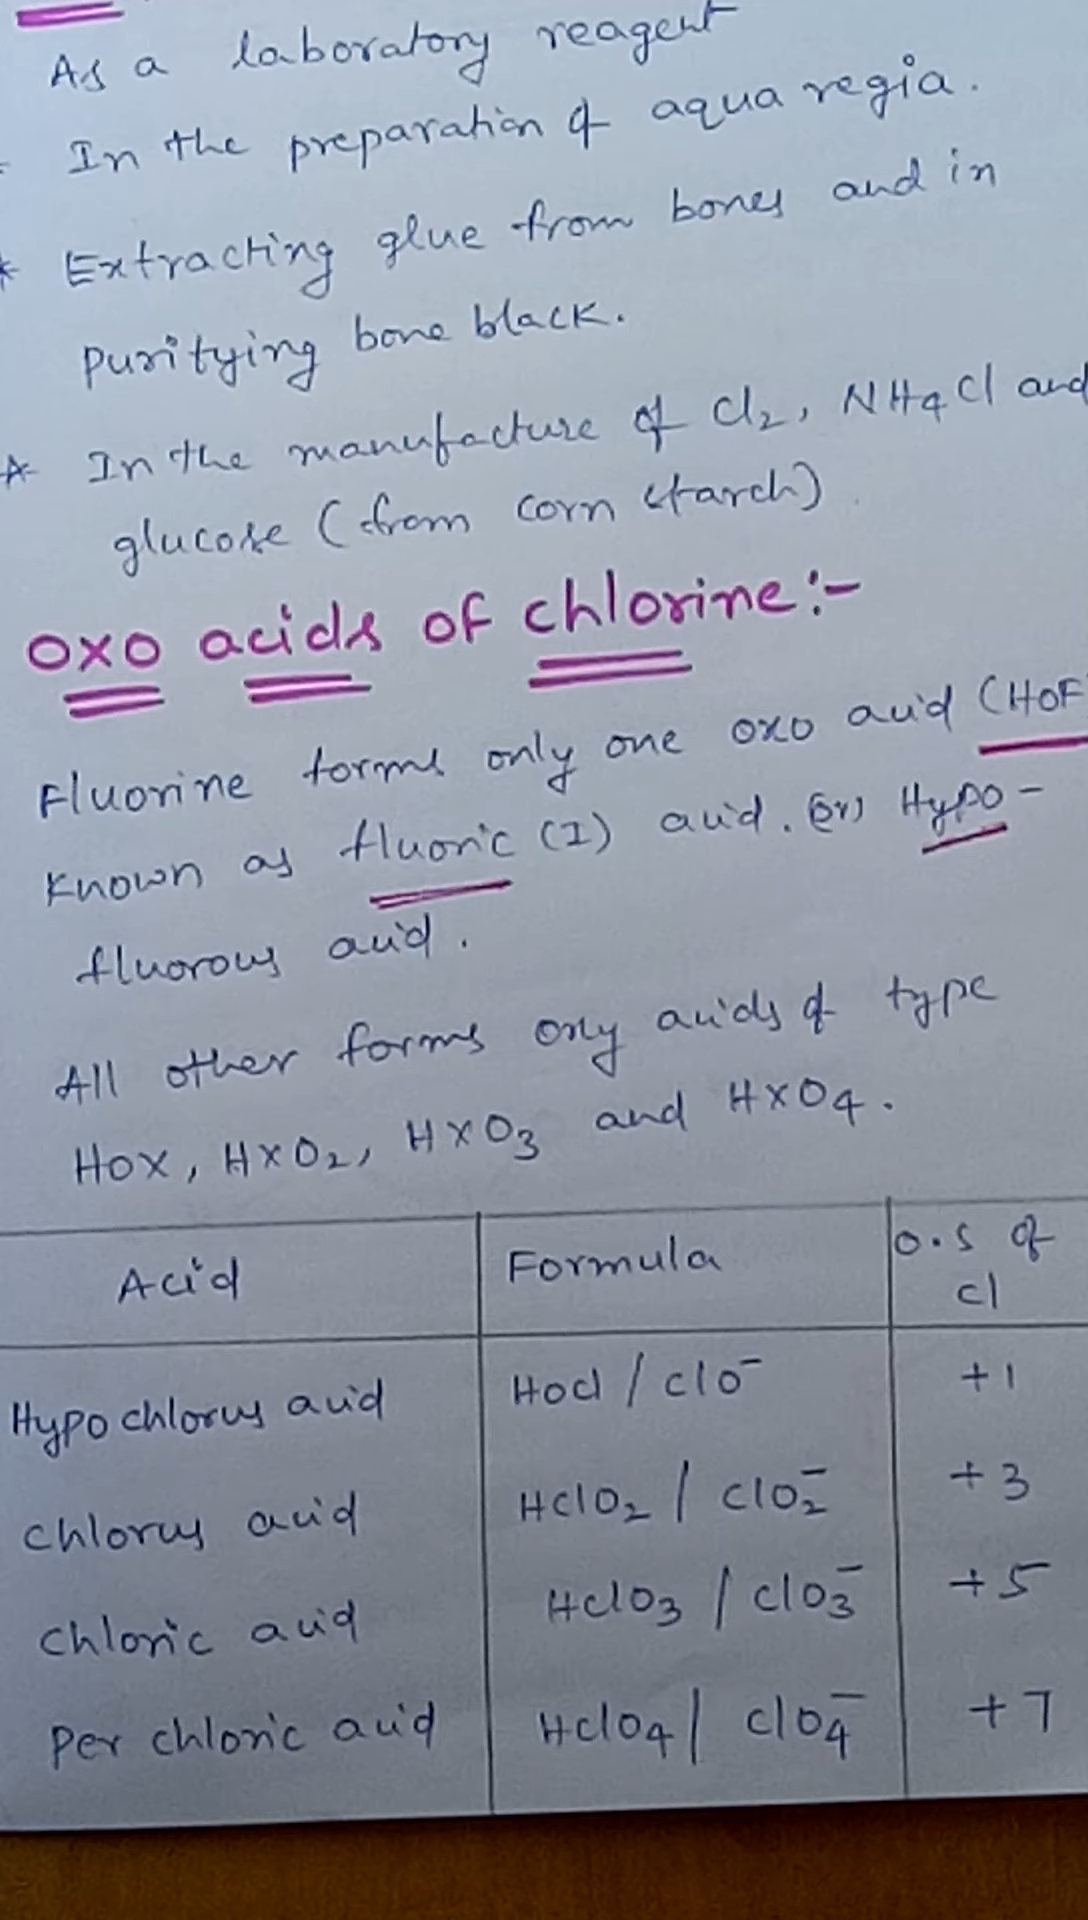 As a laboratory reagent
In the preparation of aqua regia.
* Extracting glue from bones and in
purifying bone black.
* In the manufacture of Cl₂, NH₄Cl and
glucose (from corn starch)
OXO acids of chlorine:-
Fluorine forms only one oxo acid (HOF)
Known as fluoric (I) acid. (or) Hypo-
fluorous acid.
All other forms only acids of type
HOX, HXO₂, HXO₃ and HXO₄.
Acid Formula O.S of
Cl
Hypo chlorus acid HOCl / ClO⁻ +1
Chlorus acid HClO₂ / ClO₂⁻ +3
Chloric acid HClO₃ / ClO₃⁻ +5
Per chloric acid HClO₄ / ClO₄⁻ +7